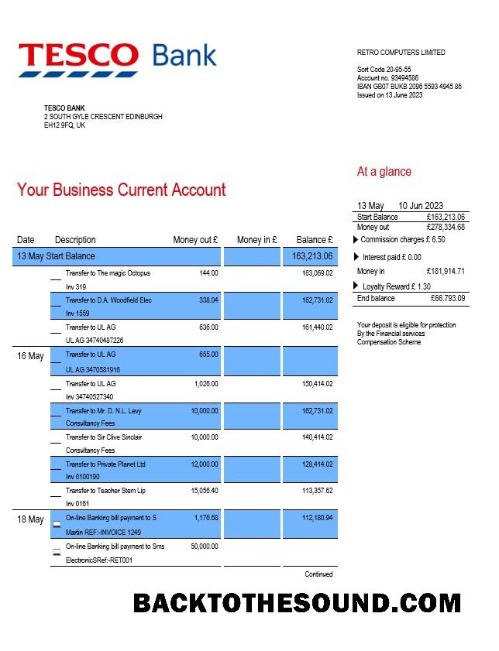 TESCO Bank
RETRO COMPUTERS LIMITED
Sort Code 20-95-55
Account no. 93494586
IBAN GB07 BUKB 2096 5593 4945 86
Issued on 13 June 2023
TESCO BANK
2 SOUTH GYLE CRESCENT EDINBURGH
EH12 9FQ, UK
At a glance
Your Business Current Account
13 May 10 Jun 2023
Start Balance £163,213.06
Money out £278,334.68
Commission charges £ 6.50
Interest paid £ 0.00
Money in £181,914.71
Loyalty Reward £ 1.30
End balance £66.793.09
Your deposit is eligible for protection
By the Financial services
Compensation Scheme
Date Description Money out £ Money in £ Balance £
13 May Start Balance 163,213.06
Transfer to The magic Octopus 144.00 163,069.02
Inv 319
Transfer to D.A. Woodfield Elec 338.04 162,731.02
Inv 1559
Transfer to UL AG 636.00 161,440.02
UL AG 34740487226
16 May Transfer to UL AG 655.00
UL AG 3470581916
Transfer to UL AG 1,026.00 150,414.02
Inv 34740527340
Transfer to Mr. D. N.L. Levy 10,000.00 162,731.02
Consultancy Fees
Transfer to Sir Clive Sinclair 10,000.00 140,414.02
Consultancy Fees
Transfer to Private Planet Ltd 12,000.00 128,414.02
Inv 0100190
Transfer to Teacher Stern Lip 15,056.40 113,357.62
Inv 0161
18 May On-line Banking bill payment to S 1,176.68 112,180.94
Martin REF:-INVOICE 1249
On-line Banking bill payment to Sms 50,000.00
ElectronicSRef:-RET001
Continued
BACKTOTHESOUND.COM